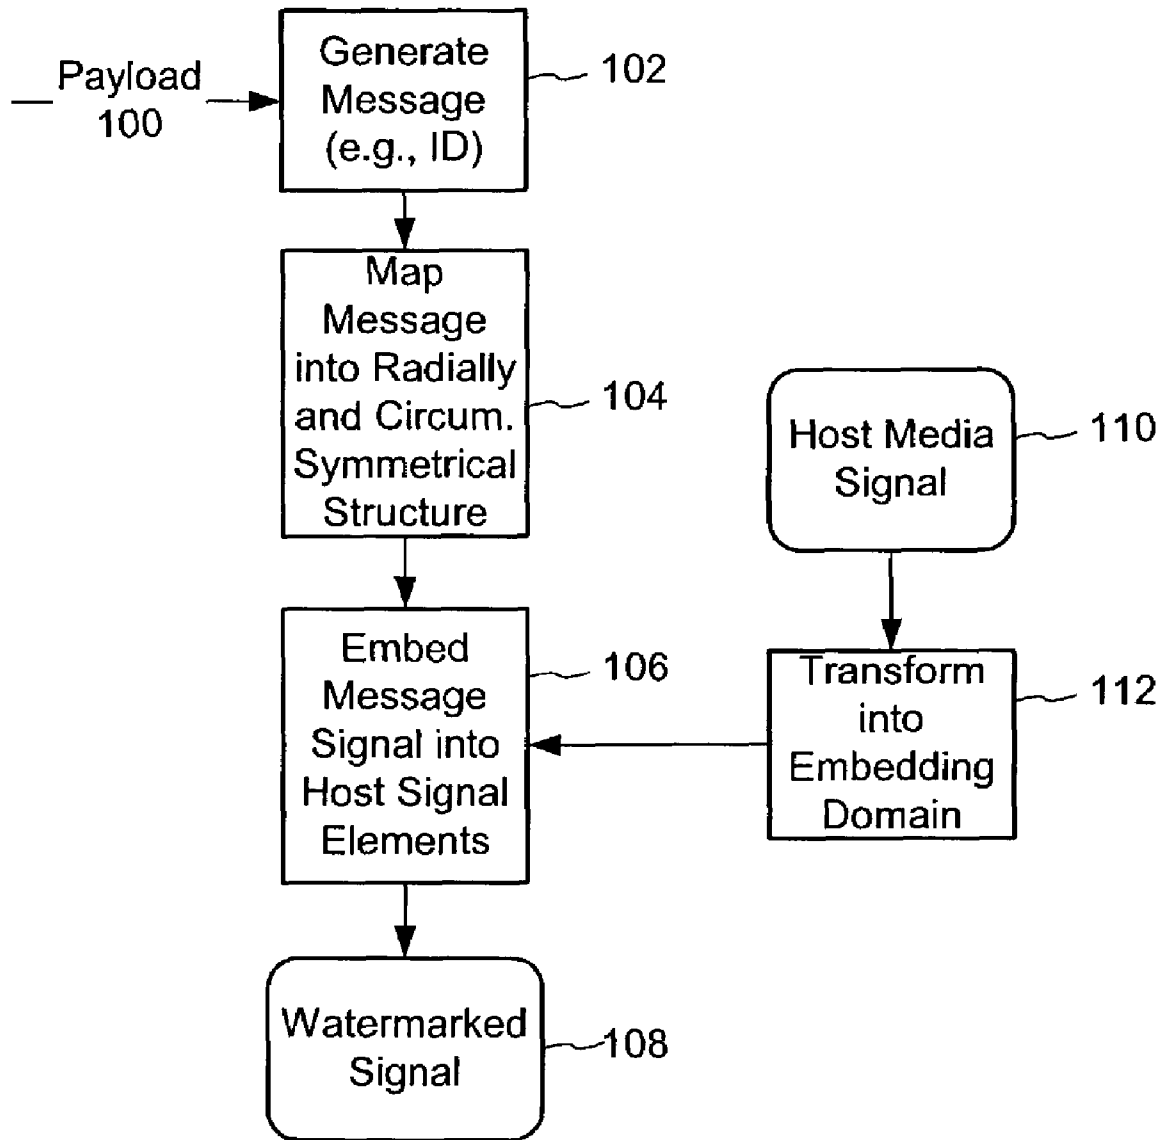 Payload
100
Generate
Message
(e.g., ID)
102
Map
Message
into Radially
and Circum.
Symmetrical
Structure
104
Host Media
Signal
110
Embed
Message
Signal into
Host Signal
Elements
106
Transform
into
Embedding
Domain
112
Watermarked
Signal
108